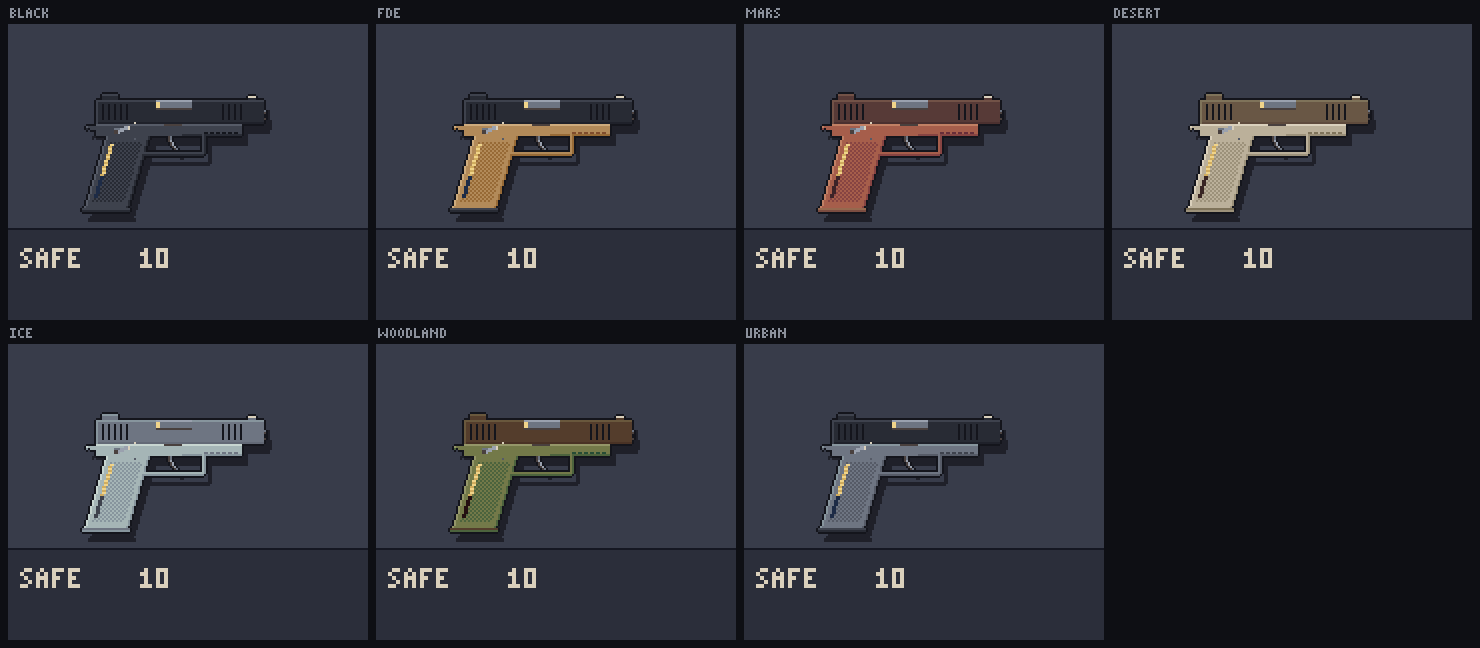 BLACK
FDE
MARS
DESERT
SAFE 10
SAFE 10
SAFE 10
SAFE 10
ICE
WOODLAND
URBAN
SAFE 10
SAFE 10
SAFE 10